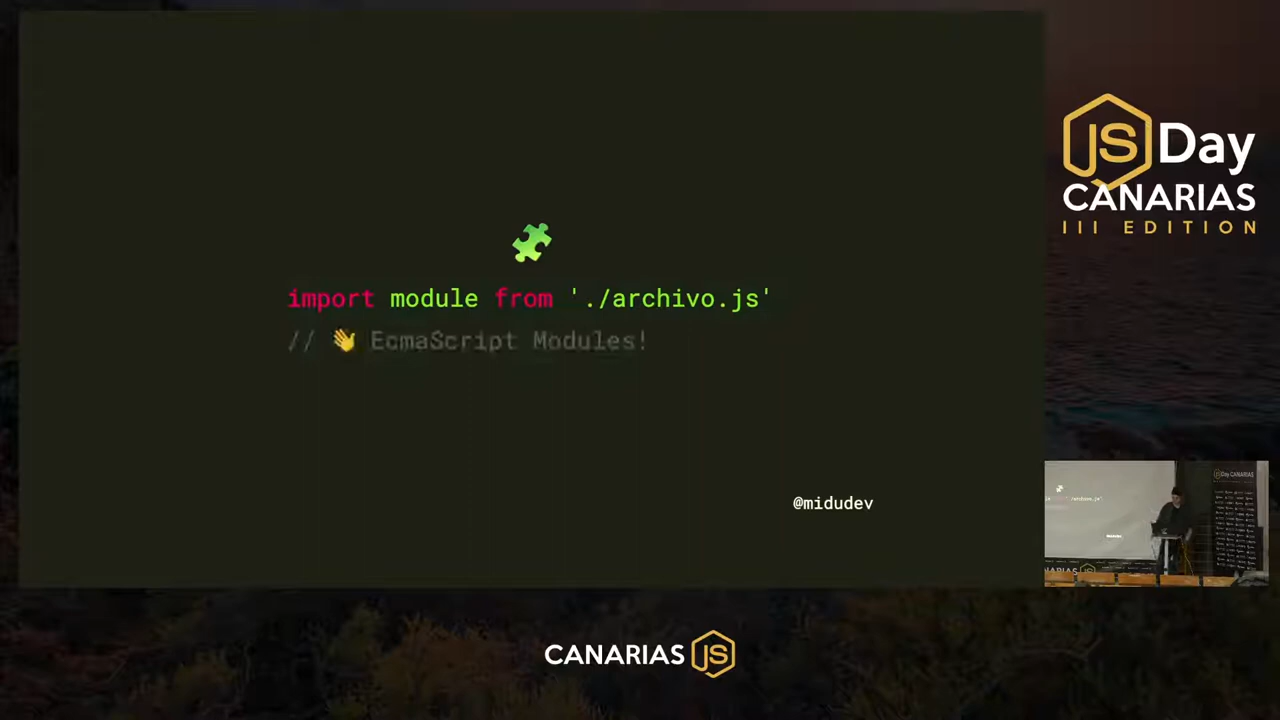 import module from './archivo.js'
// 👋 EcmaScript Modules!
@midudev
JS Day
CANARIAS
III EDITION
CANARIAS JS